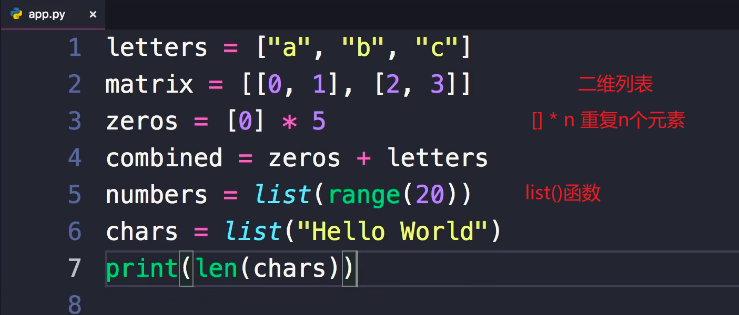 app.py ×
1 letters = ["a", "b", "c"]
2 matrix = [[0, 1], [2, 3]] 二维列表
3 zeros = [0] * 5 [] * n 重复n个元素
4 combined = zeros + letters
5 numbers = list(range(20)) list()函数
6 chars = list("Hello World")
7 print(len(chars))
8